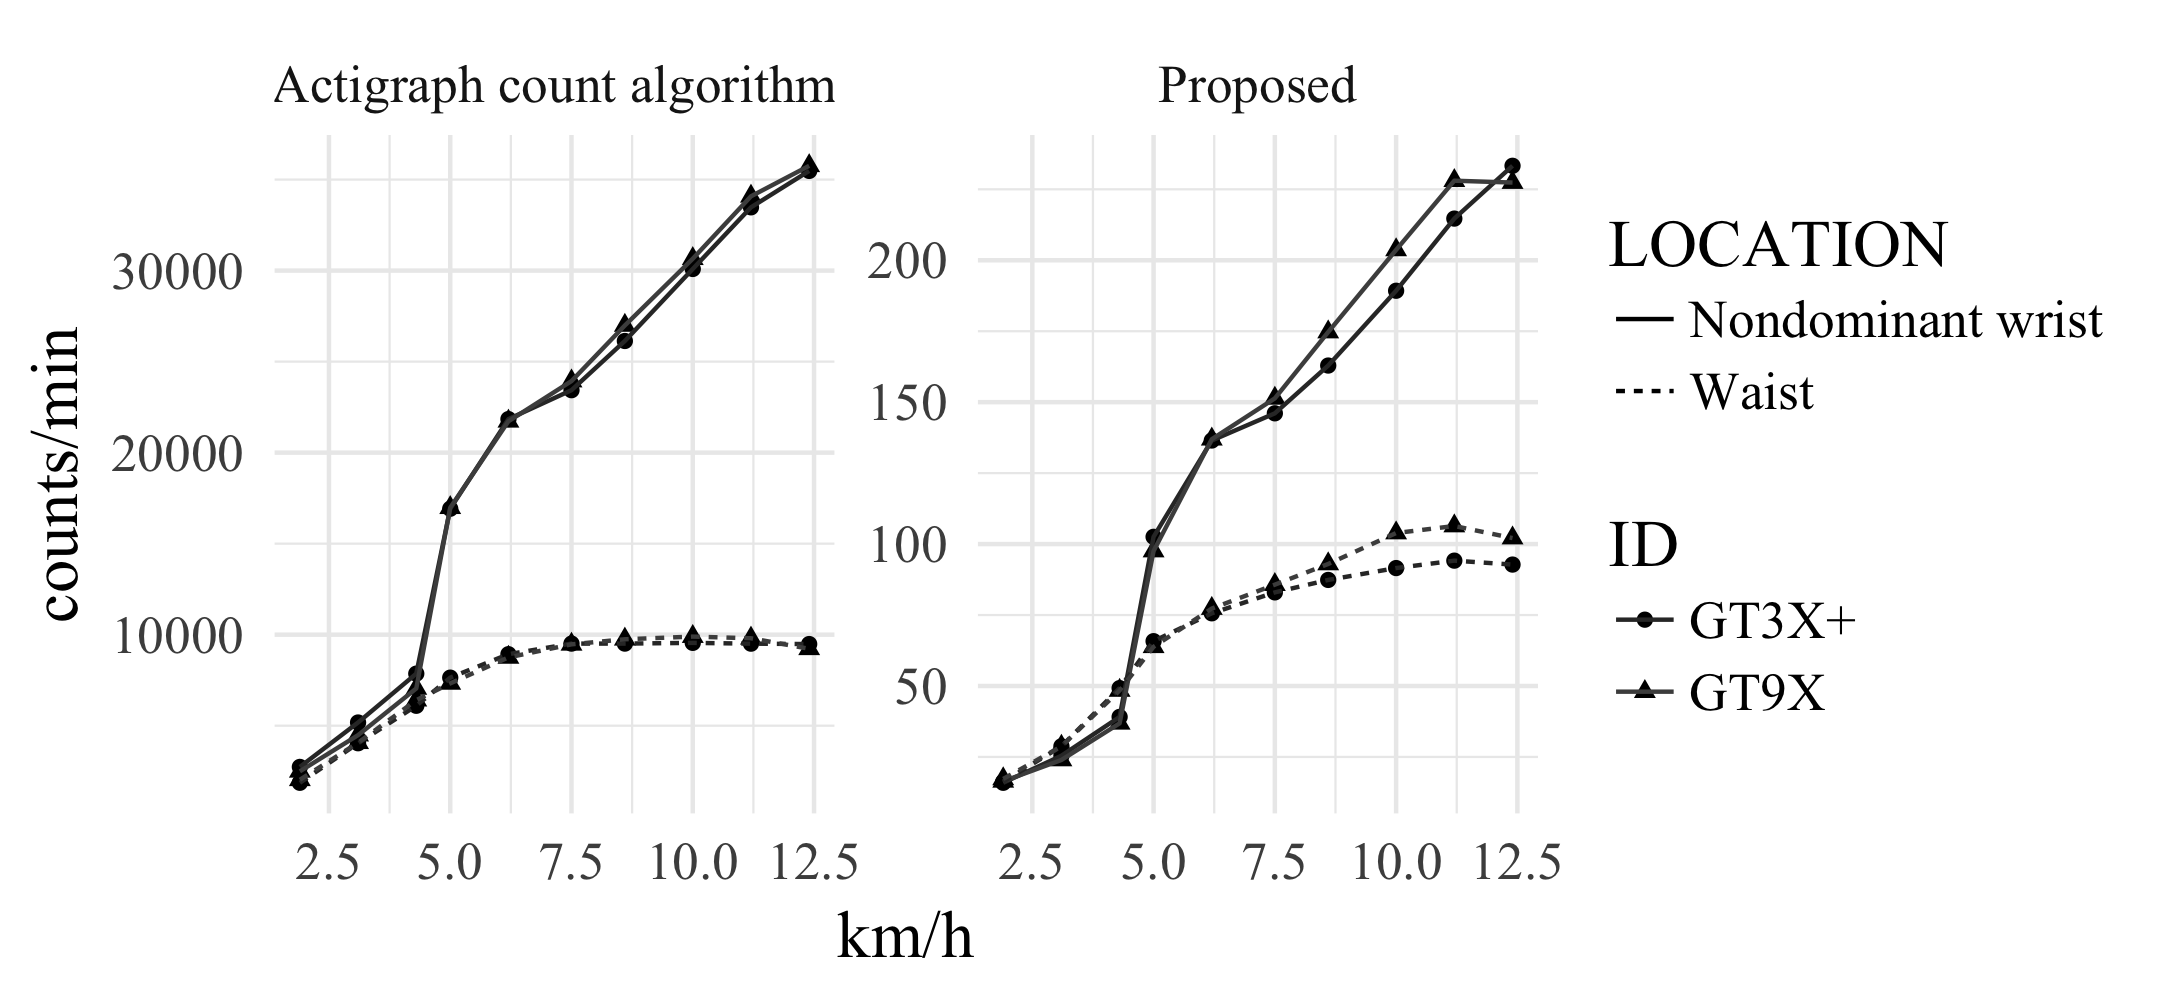 Actigraph count algorithm
Proposed
counts/min
30000
20000
10000
2.5 5.0 7.5 10.0 12.5
200
150
100
50
2.5 5.0 7.5 10.0 12.5
km/h
LOCATION
Nondominant wrist
Waist
ID
GT3X+
GT9X